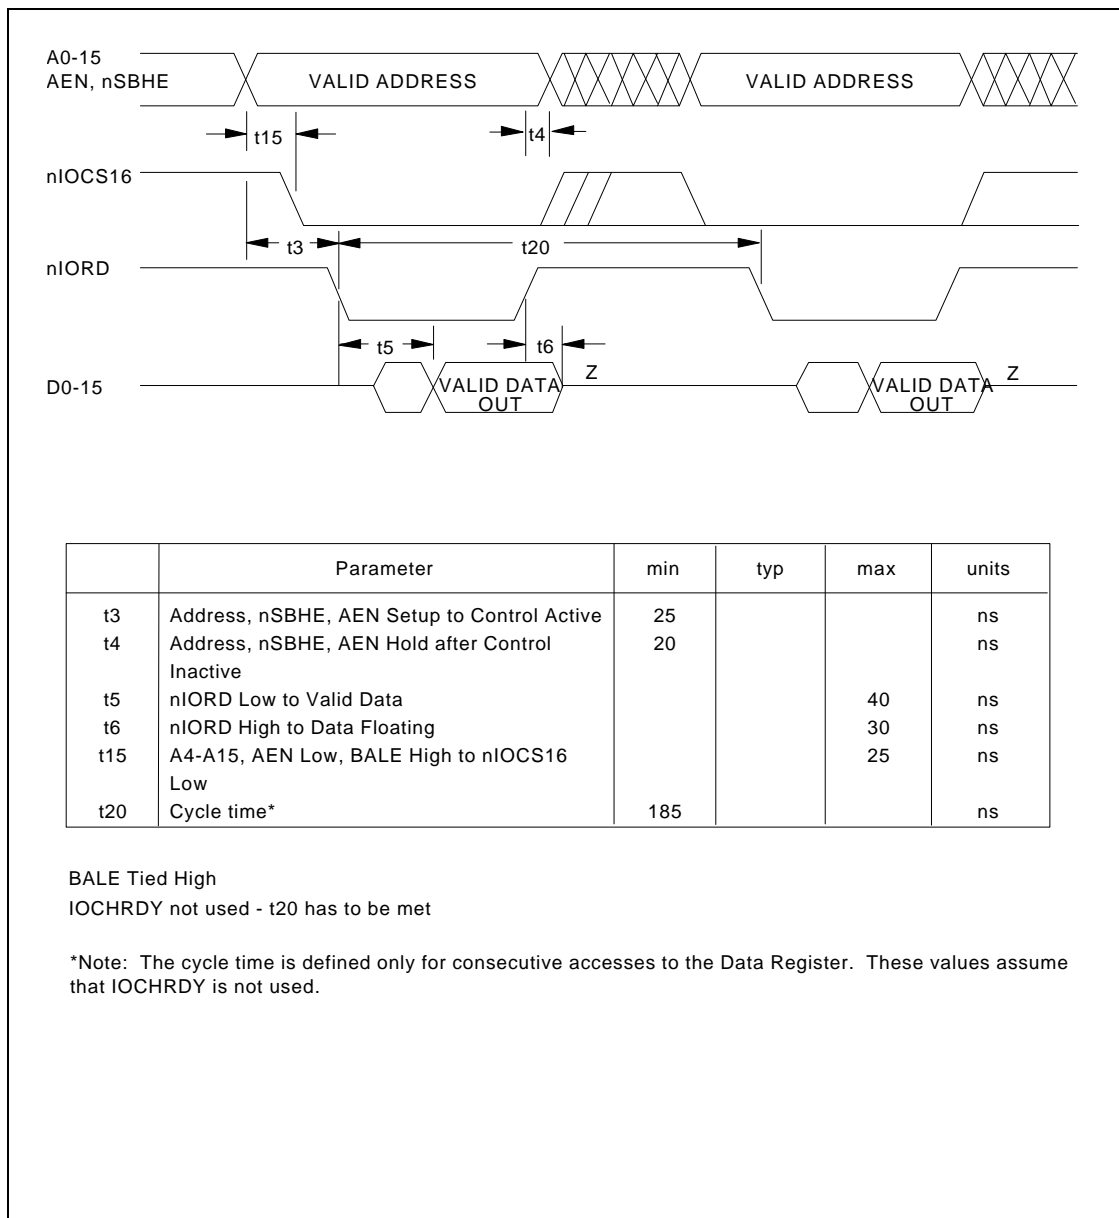 A0-15
AEN, nSBHE
VALID ADDRESS
VALID ADDRESS
t15
t4
nIOCS16
t3
t20
nIORD
t5
t6
D0-15
VALID DATA
OUT
Z
VALID DATA
OUT
Z
Parameter min typ max units
t3 Address, nSBHE, AEN Setup to Control Active 25 ns
t4 Address, nSBHE, AEN Hold after Control 20 ns
Inactive
t5 nIORD Low to Valid Data 40 ns
t6 nIORD High to Data Floating 30 ns
t15 A4-A15, AEN Low, BALE High to nIOCS16 25 ns
Low
t20 Cycle time* 185 ns
BALE Tied High
IOCHRDY not used - t20 has to be met
*Note: The cycle time is defined only for consecutive accesses to the Data Register. These values assume
that IOCHRDY is not used.